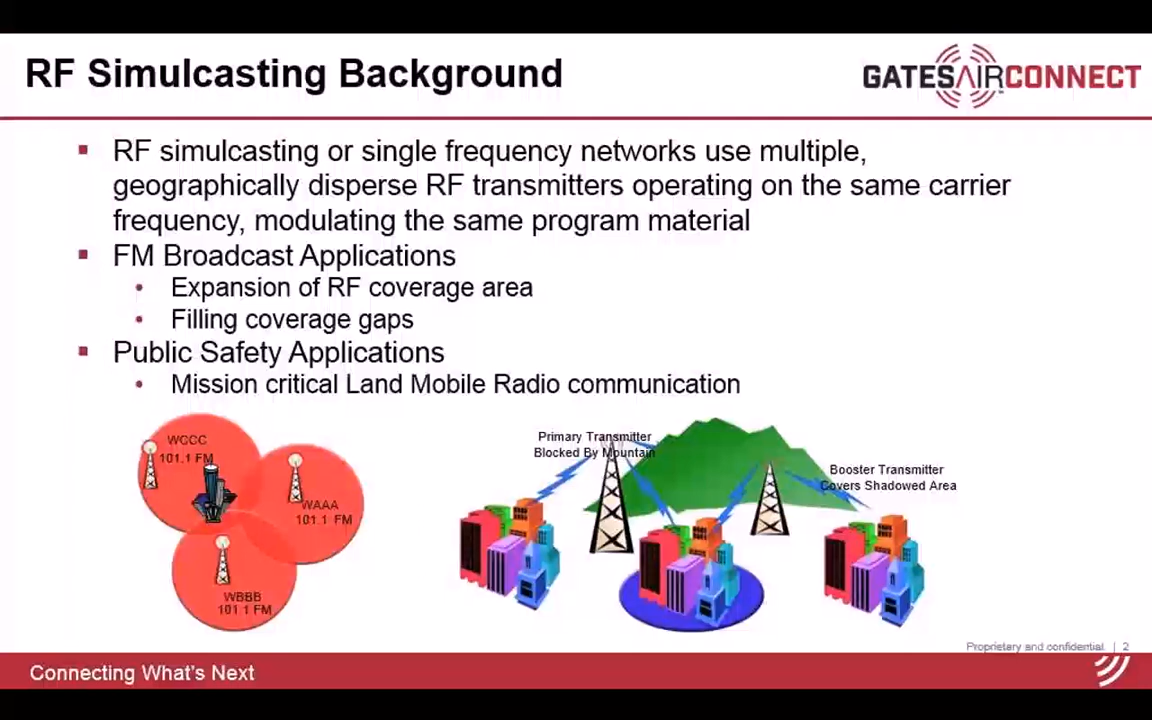 RF Simulcasting Background
GATESAIRCONNECT
RF simulcasting or single frequency networks use multiple,
geographically disperse RF transmitters operating on the same carrier
frequency, modulating the same program material
FM Broadcast Applications
Expansion of RF coverage area
Filling coverage gaps
Public Safety Applications
Mission critical Land Mobile Radio communication
WCCC
101.1 FM
WAAA
101.1 FM
WBBB
101.1 FM
Primary Transmitter
Blocked By Mountain
Booster Transmitter
Covers Shadowed Area
Proprietary and confidential. | 2
Connecting What's Next